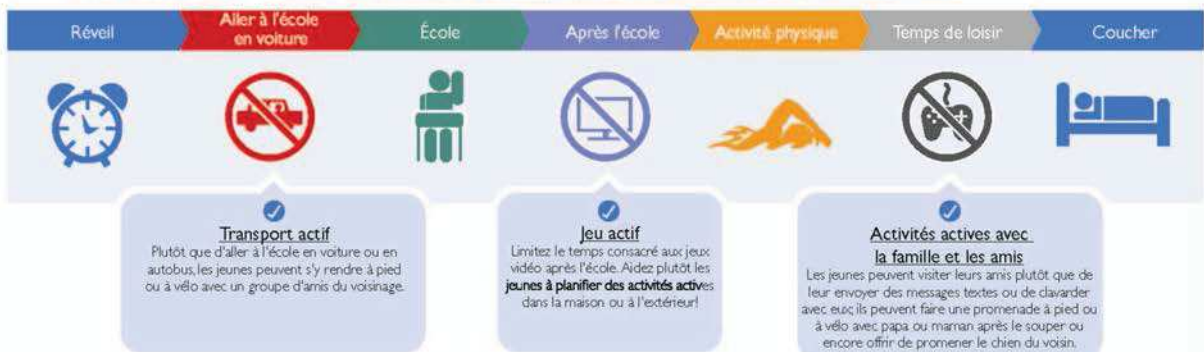 Réveil
Aller à l'école
en voiture
École
Après l'école
Activité physique
Temps de loisir
Coucher
Transport actif
Plutôt que d'aller à l'école en voiture ou en
autobus, les jeunes peuvent s'y rendre à pied
ou à vélo avec un groupe d'amis du voisinage.
Jeu actif
Limitez le temps consacré aux jeux
vidéo après l'école. Aidez plutôt les
jeunes à planifier des activités actives
dans la maison ou à l'extérieur!
Activités actives avec
la famille et les amis
Les jeunes peuvent visiter leurs amis plutôt que de
leur envoyer des messages textes ou de clavarder
avec eux; ils peuvent faire une promenade à pied ou
à vélo avec papa ou maman après le souper ou
encore offrir de promener le chien du voisin.